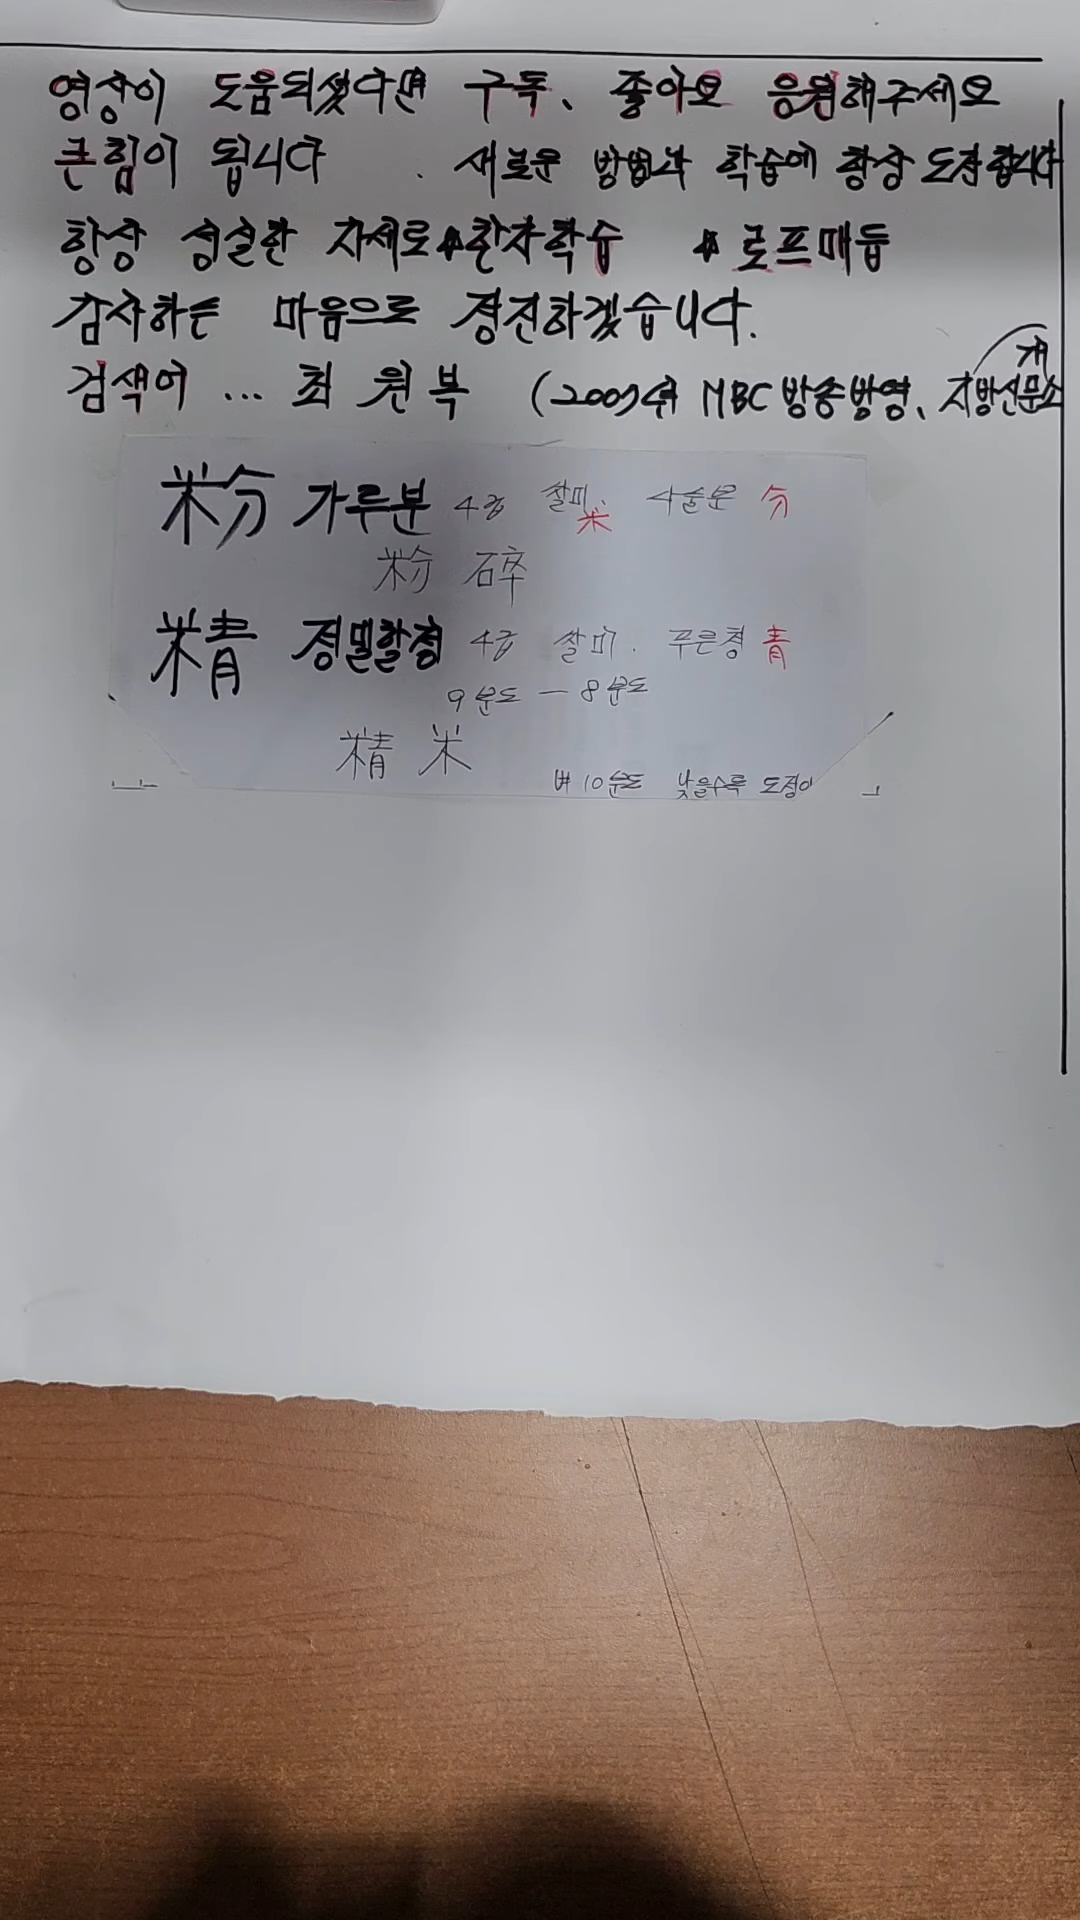 영상이 도움되셨다면 구독、 좋아요 응원해주세요
큰힘이 됩니다 . 새로운 방법과 학습에 항상 도전합니다
항상 성실한 자세로 한자학습 로프매듭
감사하는 마음으로 정진하겠습니다.
검색어 ... 최 원 복 (2009년 MBC 방송방영、 지방신문소개
粉 가루분 4급 쌀미、米 分
粉 碎
精 정밀할정 4급 쌀미. 푸른청 靑
9분도 — 8분도
精 米
벼 10분도 낮을수록 도정이